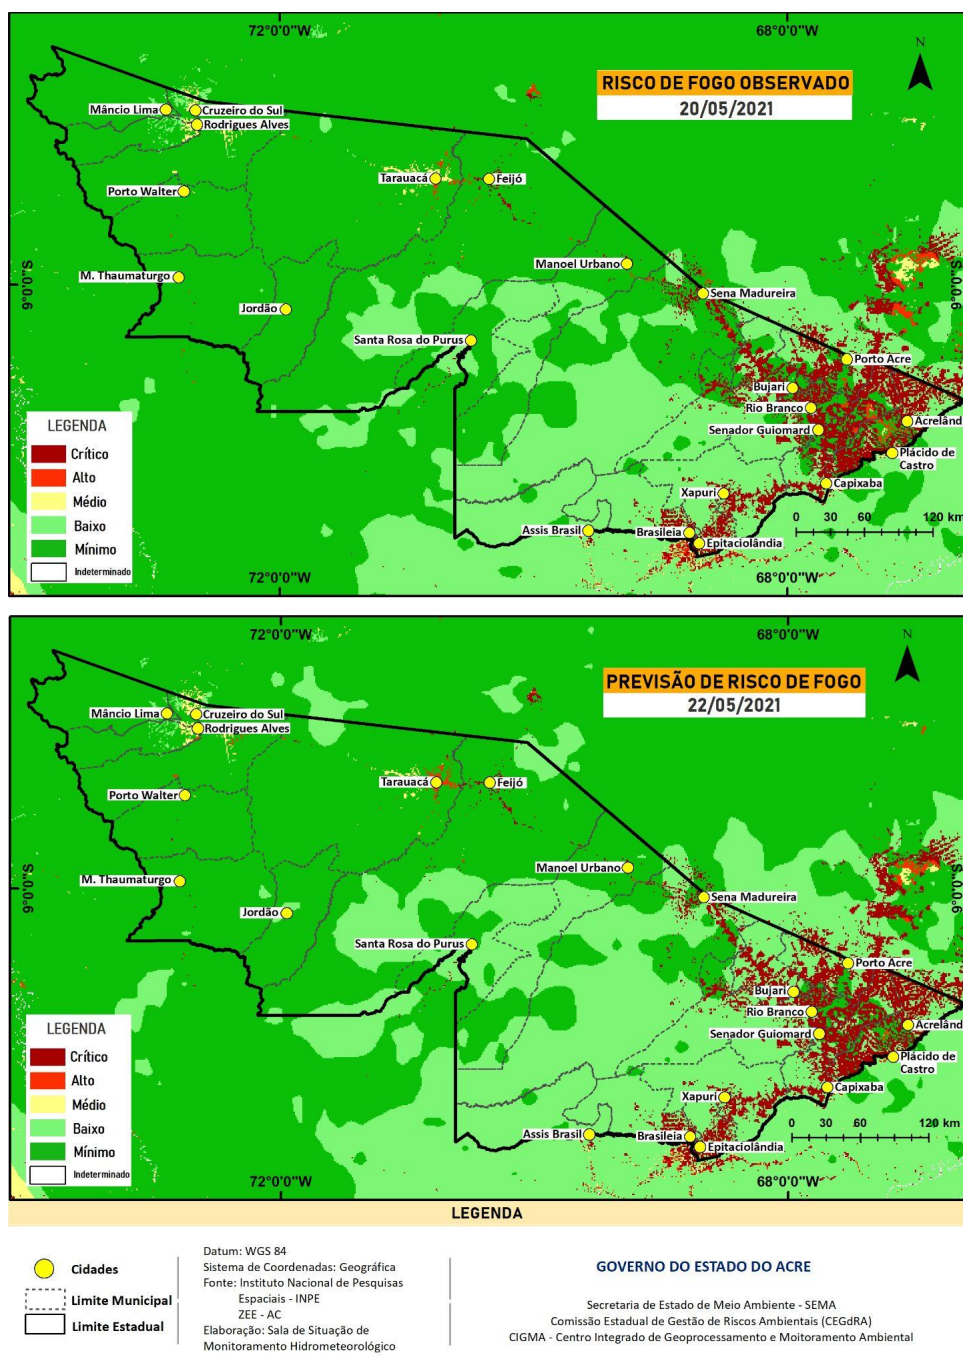 72°0'0"W
68°0'0"W
N
RISCO DE FOGO OBSERVADO
20/05/2021
Mâncio Lima
Cruzeiro do Sul
Rodrigues Alves
Tarauacá
Feijó
Porto Walter
Manoel Urbano
M. Thaumaturgo
9°0'0"S
9°0'0"S
Sena Madureira
Jordão
Santa Rosa do Purus
Porto Acre
Bujari
Rio Branco
Acrelând
Senador Guiomard
Plácido de
Castro
LEGENDA
Crítico
Alto
Médio
Baixo
Mínimo
Indeterminado
Capixaba
Xapuri
0 30 60 120 km
Assis Brasil
Brasileia
Epitaciolândia
72°0'0"W
68°0'0"W
72°0'0"W
68°0'0"W
N
PREVISÃO DE RISCO DE FOGO
22/05/2021
Mâncio Lima
Cruzeiro do Sul
Rodrigues Alves
Tarauacá
Feijó
Porto Walter
Manoel Urbano
M. Thaumaturgo
9°0'0"S
9°0'0"S
Sena Madureira
Jordão
Santa Rosa do Purus
Porto Acre
Bujari
Rio Branco
Acrelând
Senador Guiomard
Plácido de
Castro
LEGENDA
Crítico
Alto
Médio
Baixo
Mínimo
Indeterminado
Capixaba
Xapuri
0 30 60 120 km
Assis Brasil
Brasileia
Epitaciolândia
72°0'0"W
68°0'0"W
LEGENDA
Cidades
Limite Municipal
Limite Estadual
Datum: WGS 84
Sistema de Coordenadas: Geográfica
Fonte: Instituto Nacional de Pesquisas
Espaciais - INPE
ZEE - AC
Elaboração: Sala de Situação de
Monitoramento Hidrometeorológico
GOVERNO DO ESTADO DO ACRE
Secretaria de Estado de Meio Ambiente - SEMA
Comissão Estadual de Gestão de Riscos Ambientais (CEGdRA)
CIGMA - Centro Integrado de Geoprocessamento e Moitoramento Ambiental